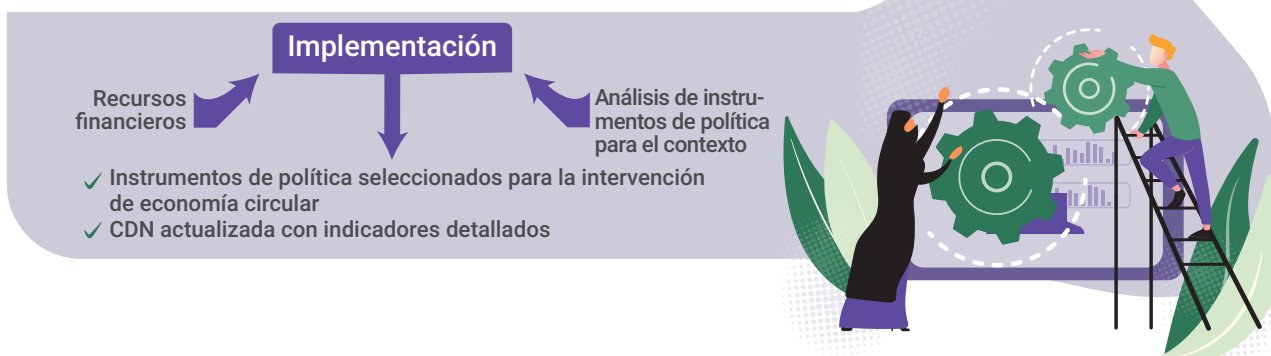 Implementación
Recursos
financieros
Análisis de instru-
mentos de política
para el contexto
Instrumentos de política seleccionados para la intervención
de economía circular
CDN actualizada con indicadores detallados